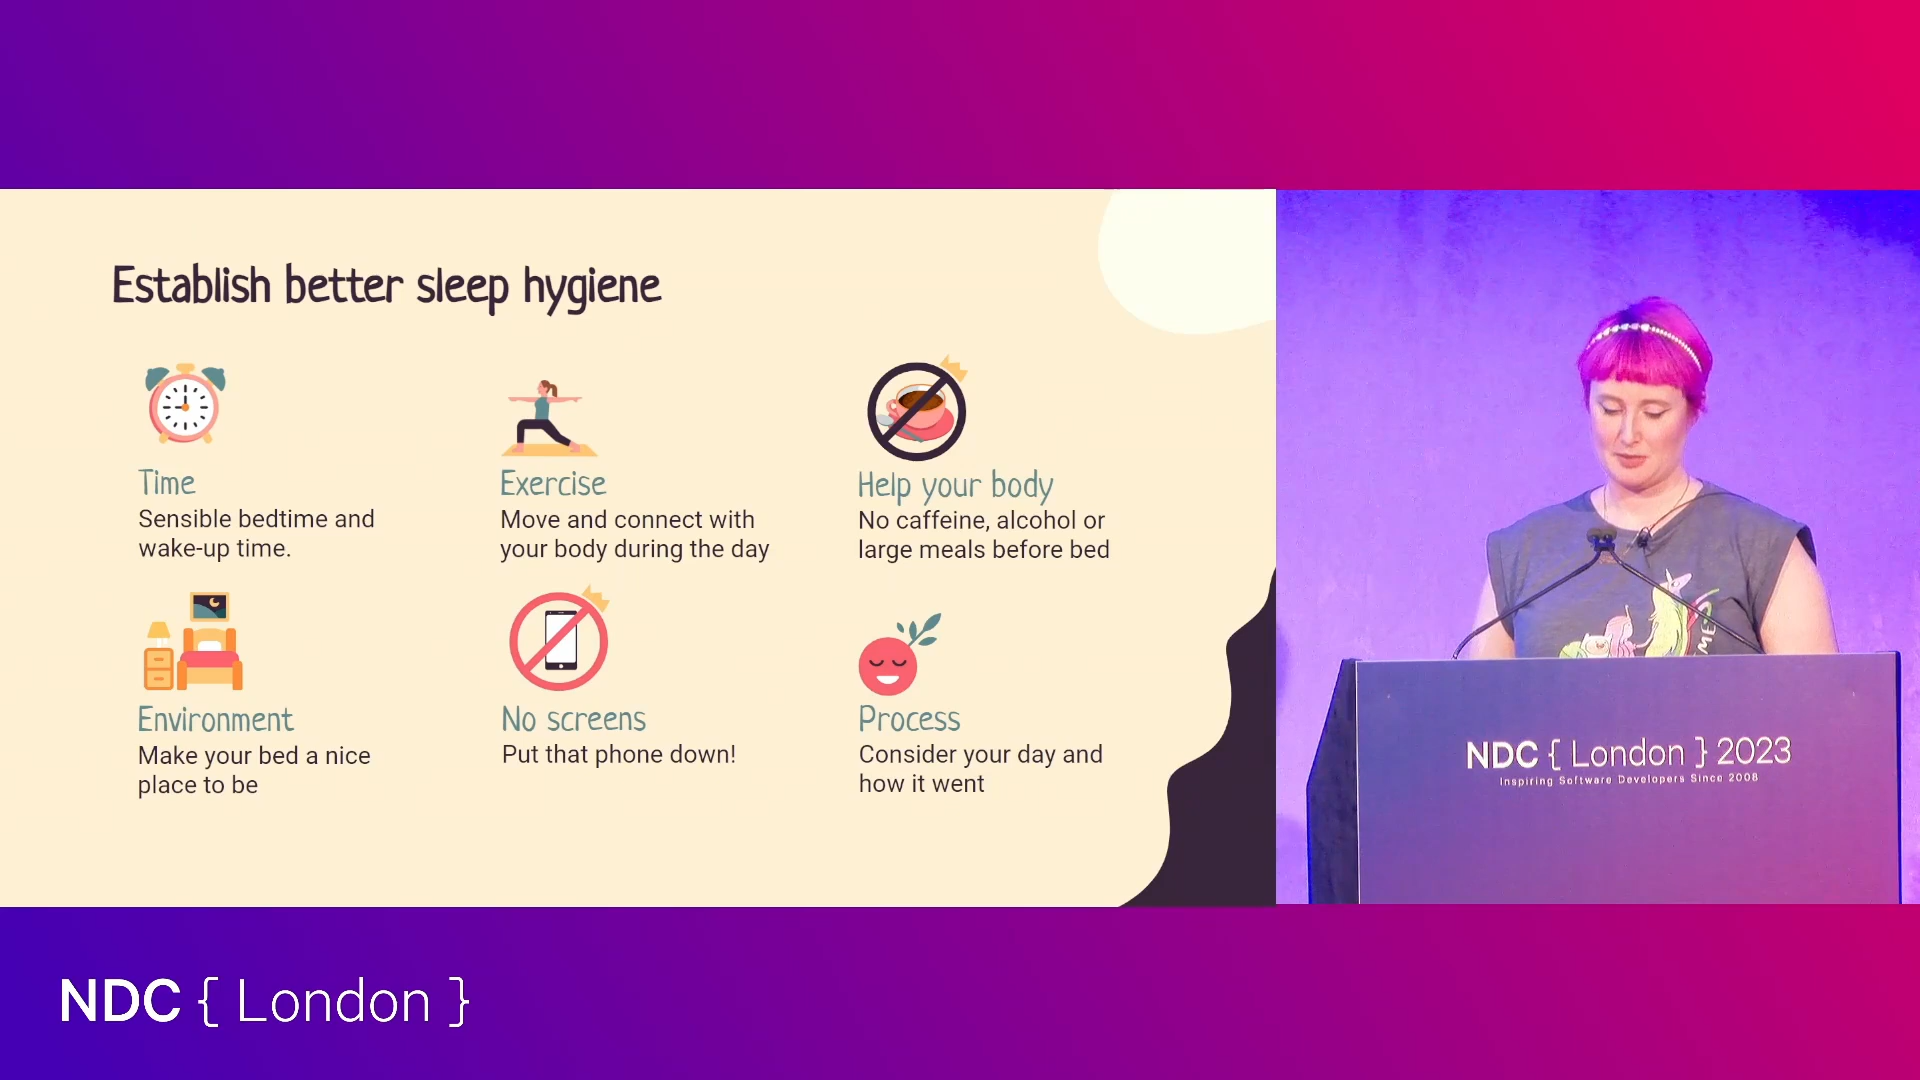 Establish better sleep hygiene
Time
Sensible bedtime and
wake-up time.
Exercise
Move and connect with
your body during the day
Help your body
No caffeine, alcohol or
large meals before bed
Environment
Make your bed a nice
place to be
No screens
Put that phone down!
Process
Consider your day and
how it went
NDC { London } 2023
Inspiring Software Developers Since 2008
NDC { London }